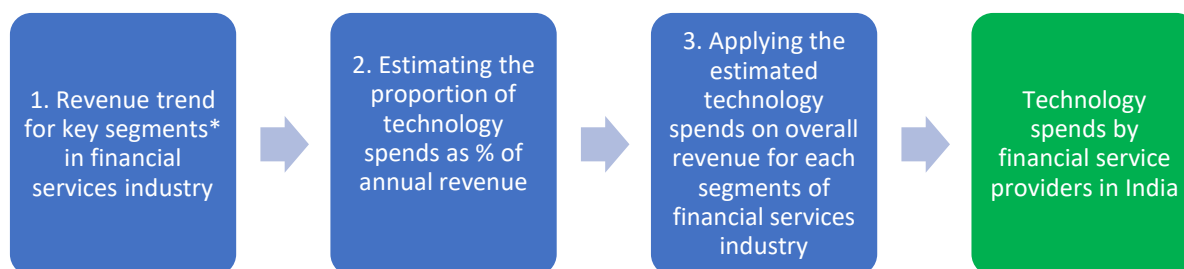 1. Revenue trend
for key segments*
in financial
services industry
2. Estimating the
proportion of
technology
spends as % of
annual revenue
3. Applying the
estimated
technology
spends on overall
revenue for each
segments of
financial services
industry
Technology
spends by
financial service
providers in India